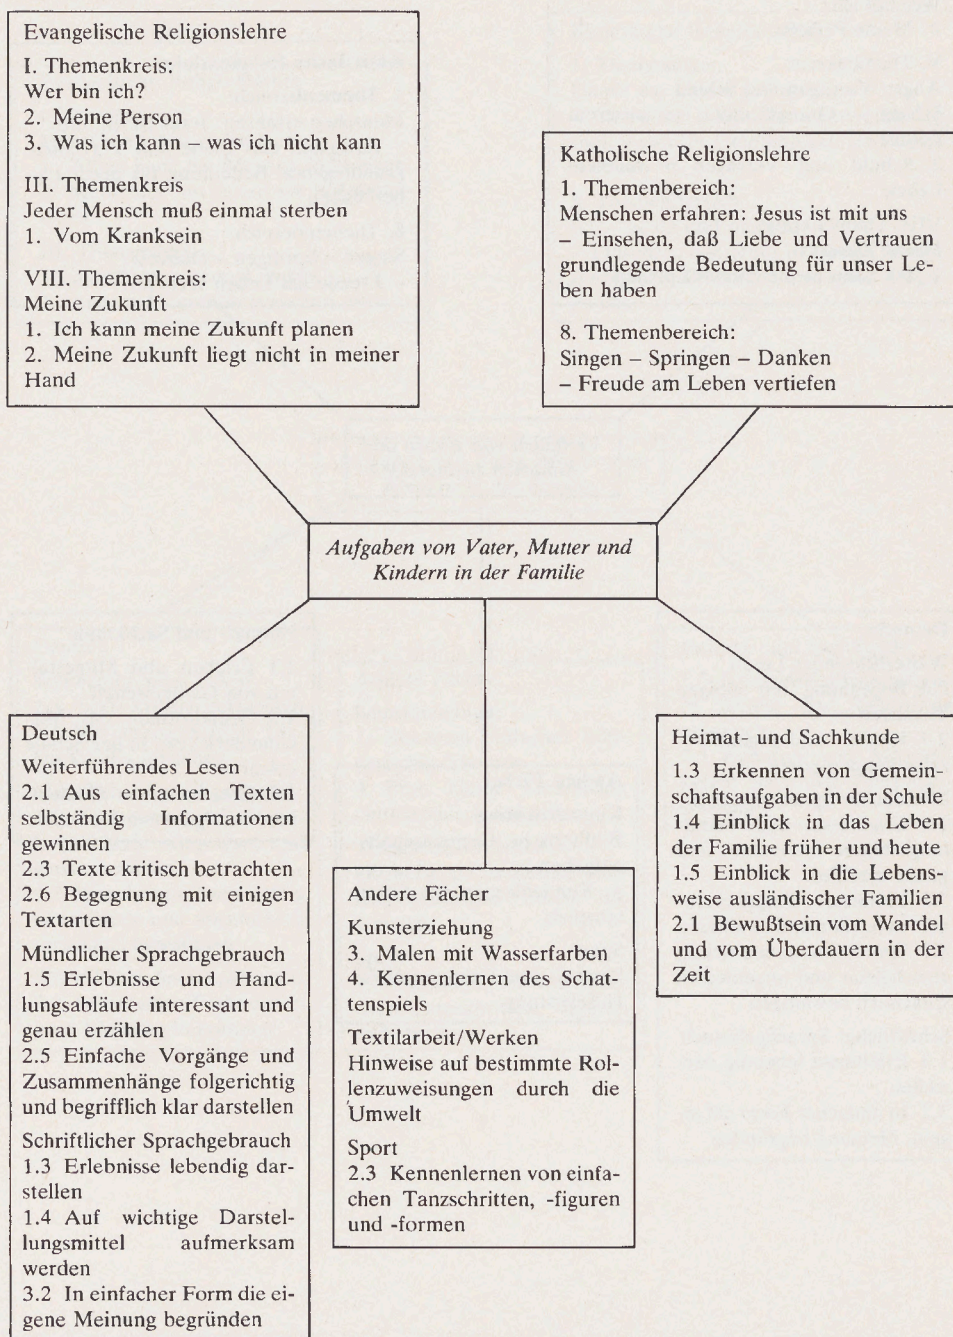 Evangelische Religionslehre
I. Themenkreis:
Wer bin ich?
2. Meine Person
3. Was ich kann – was ich nicht kann
III. Themenkreis
Jeder Mensch muß einmal sterben
1. Vom Kranksein
VIII. Themenkreis:
Meine Zukunft
1. Ich kann meine Zukunft planen
2. Meine Zukunft liegt nicht in meiner
Hand
Katholische Religionslehre
1. Themenbereich:
Menschen erfahren: Jesus ist mit uns
– Einsehen, daß Liebe und Vertrauen
grundlegende Bedeutung für unser Le-
ben haben
8. Themenbereich:
Singen – Springen – Danken
– Freude am Leben vertiefen
Aufgaben von Vater, Mutter und
Kindern in der Familie
Deutsch
Weiterführendes Lesen
2.1 Aus einfachen Texten
selbständig Informationen
gewinnen
2.3 Texte kritisch betrachten
2.6 Begegnung mit einigen
Textarten
Mündlicher Sprachgebrauch
1.5 Erlebnisse und Hand-
lungsabläufe interessant und
genau erzählen
2.5 Einfache Vorgänge und
Zusammenhänge folgerichtig
und begrifflich klar darstellen
Schriftlicher Sprachgebrauch
1.3 Erlebnisse lebendig dar-
stellen
1.4 Auf wichtige Darstel-
lungsmittel aufmerksam
werden
3.2 In einfacher Form die ei-
gene Meinung begründen
Andere Fächer
Kunsterziehung
3. Malen mit Wasserfarben
4. Kennenlernen des Schat-
tenspiels
Textilarbeit/Werken
Hinweise auf bestimmte Rol-
lenzuweisungen durch die
Umwelt
Sport
2.3 Kennenlernen von einfa-
chen Tanzschritten, -figuren
und -formen
Heimat- und Sachkunde
1.3 Erkennen von Gemein-
schaftsaufgaben in der Schule
1.4 Einblick in das Leben
der Familie früher und heute
1.5 Einblick in die Lebens-
weise ausländischer Familien
2.1 Bewußtsein vom Wandel
und vom Überdauern in der
Zeit